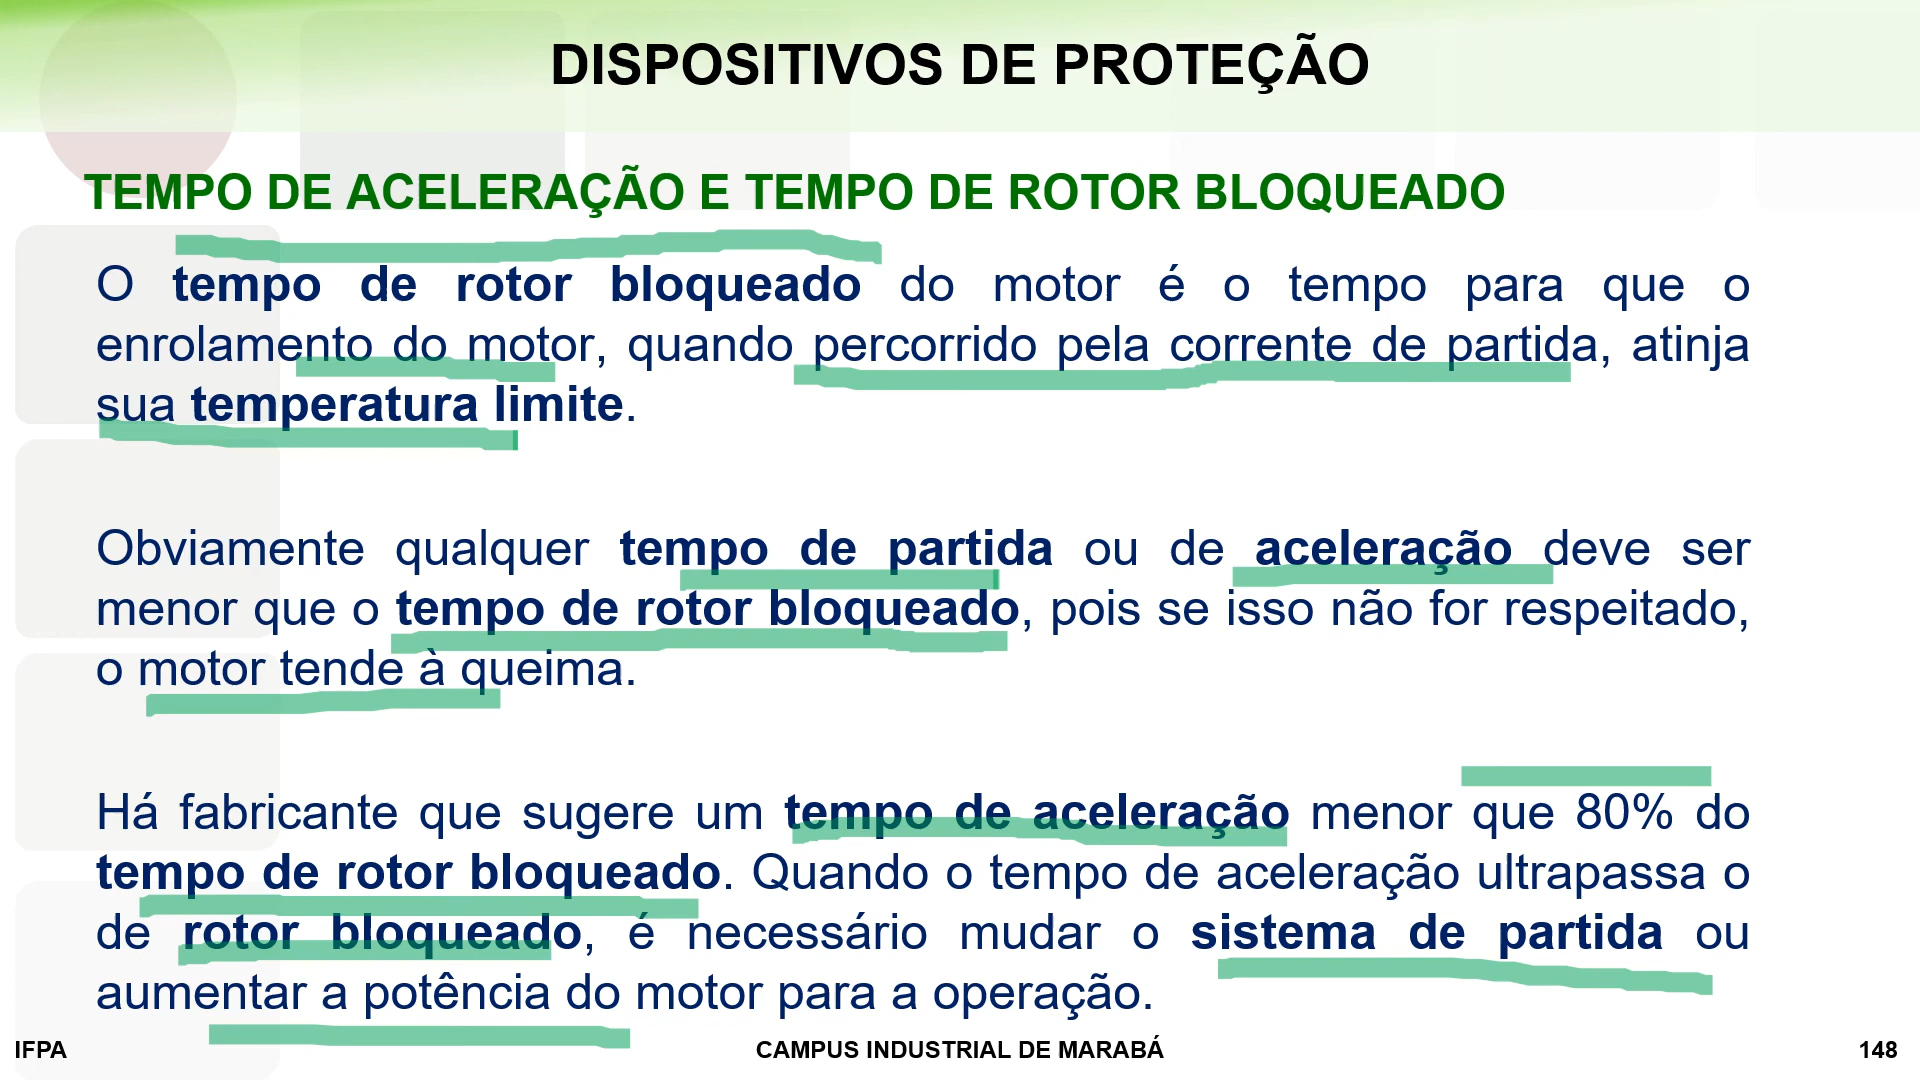 DISPOSITIVOS DE PROTEÇÃO
TEMPO DE ACELERAÇÃO E TEMPO DE ROTOR BLOQUEADO
O tempo de rotor bloqueado do motor é o tempo para que o
enrolamento do motor, quando percorrido pela corrente de partida, atinja
sua temperatura limite.
Obviamente qualquer tempo de partida ou de aceleração deve ser
menor que o tempo de rotor bloqueado, pois se isso não for respeitado,
o motor tende à queima.
Há fabricante que sugere um tempo de aceleração menor que 80% do
tempo de rotor bloqueado. Quando o tempo de aceleração ultrapassa o
de rotor bloqueado, é necessário mudar o sistema de partida ou
aumentar a potência do motor para a operação.
IFPA
CAMPUS INDUSTRIAL DE MARABÁ
148